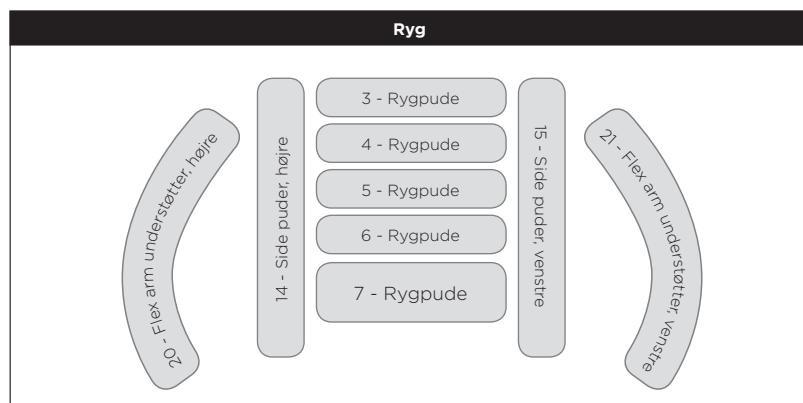 Ryg
20 - Flex arm understøtter, højre
14 - Side puder, højre
3 - Rygpude
4 - Rygpude
5 - Rygpude
6 - Rygpude
7 - Rygpude
15 - Side puder, venstre
21 - Flex arm understøtter, venstre